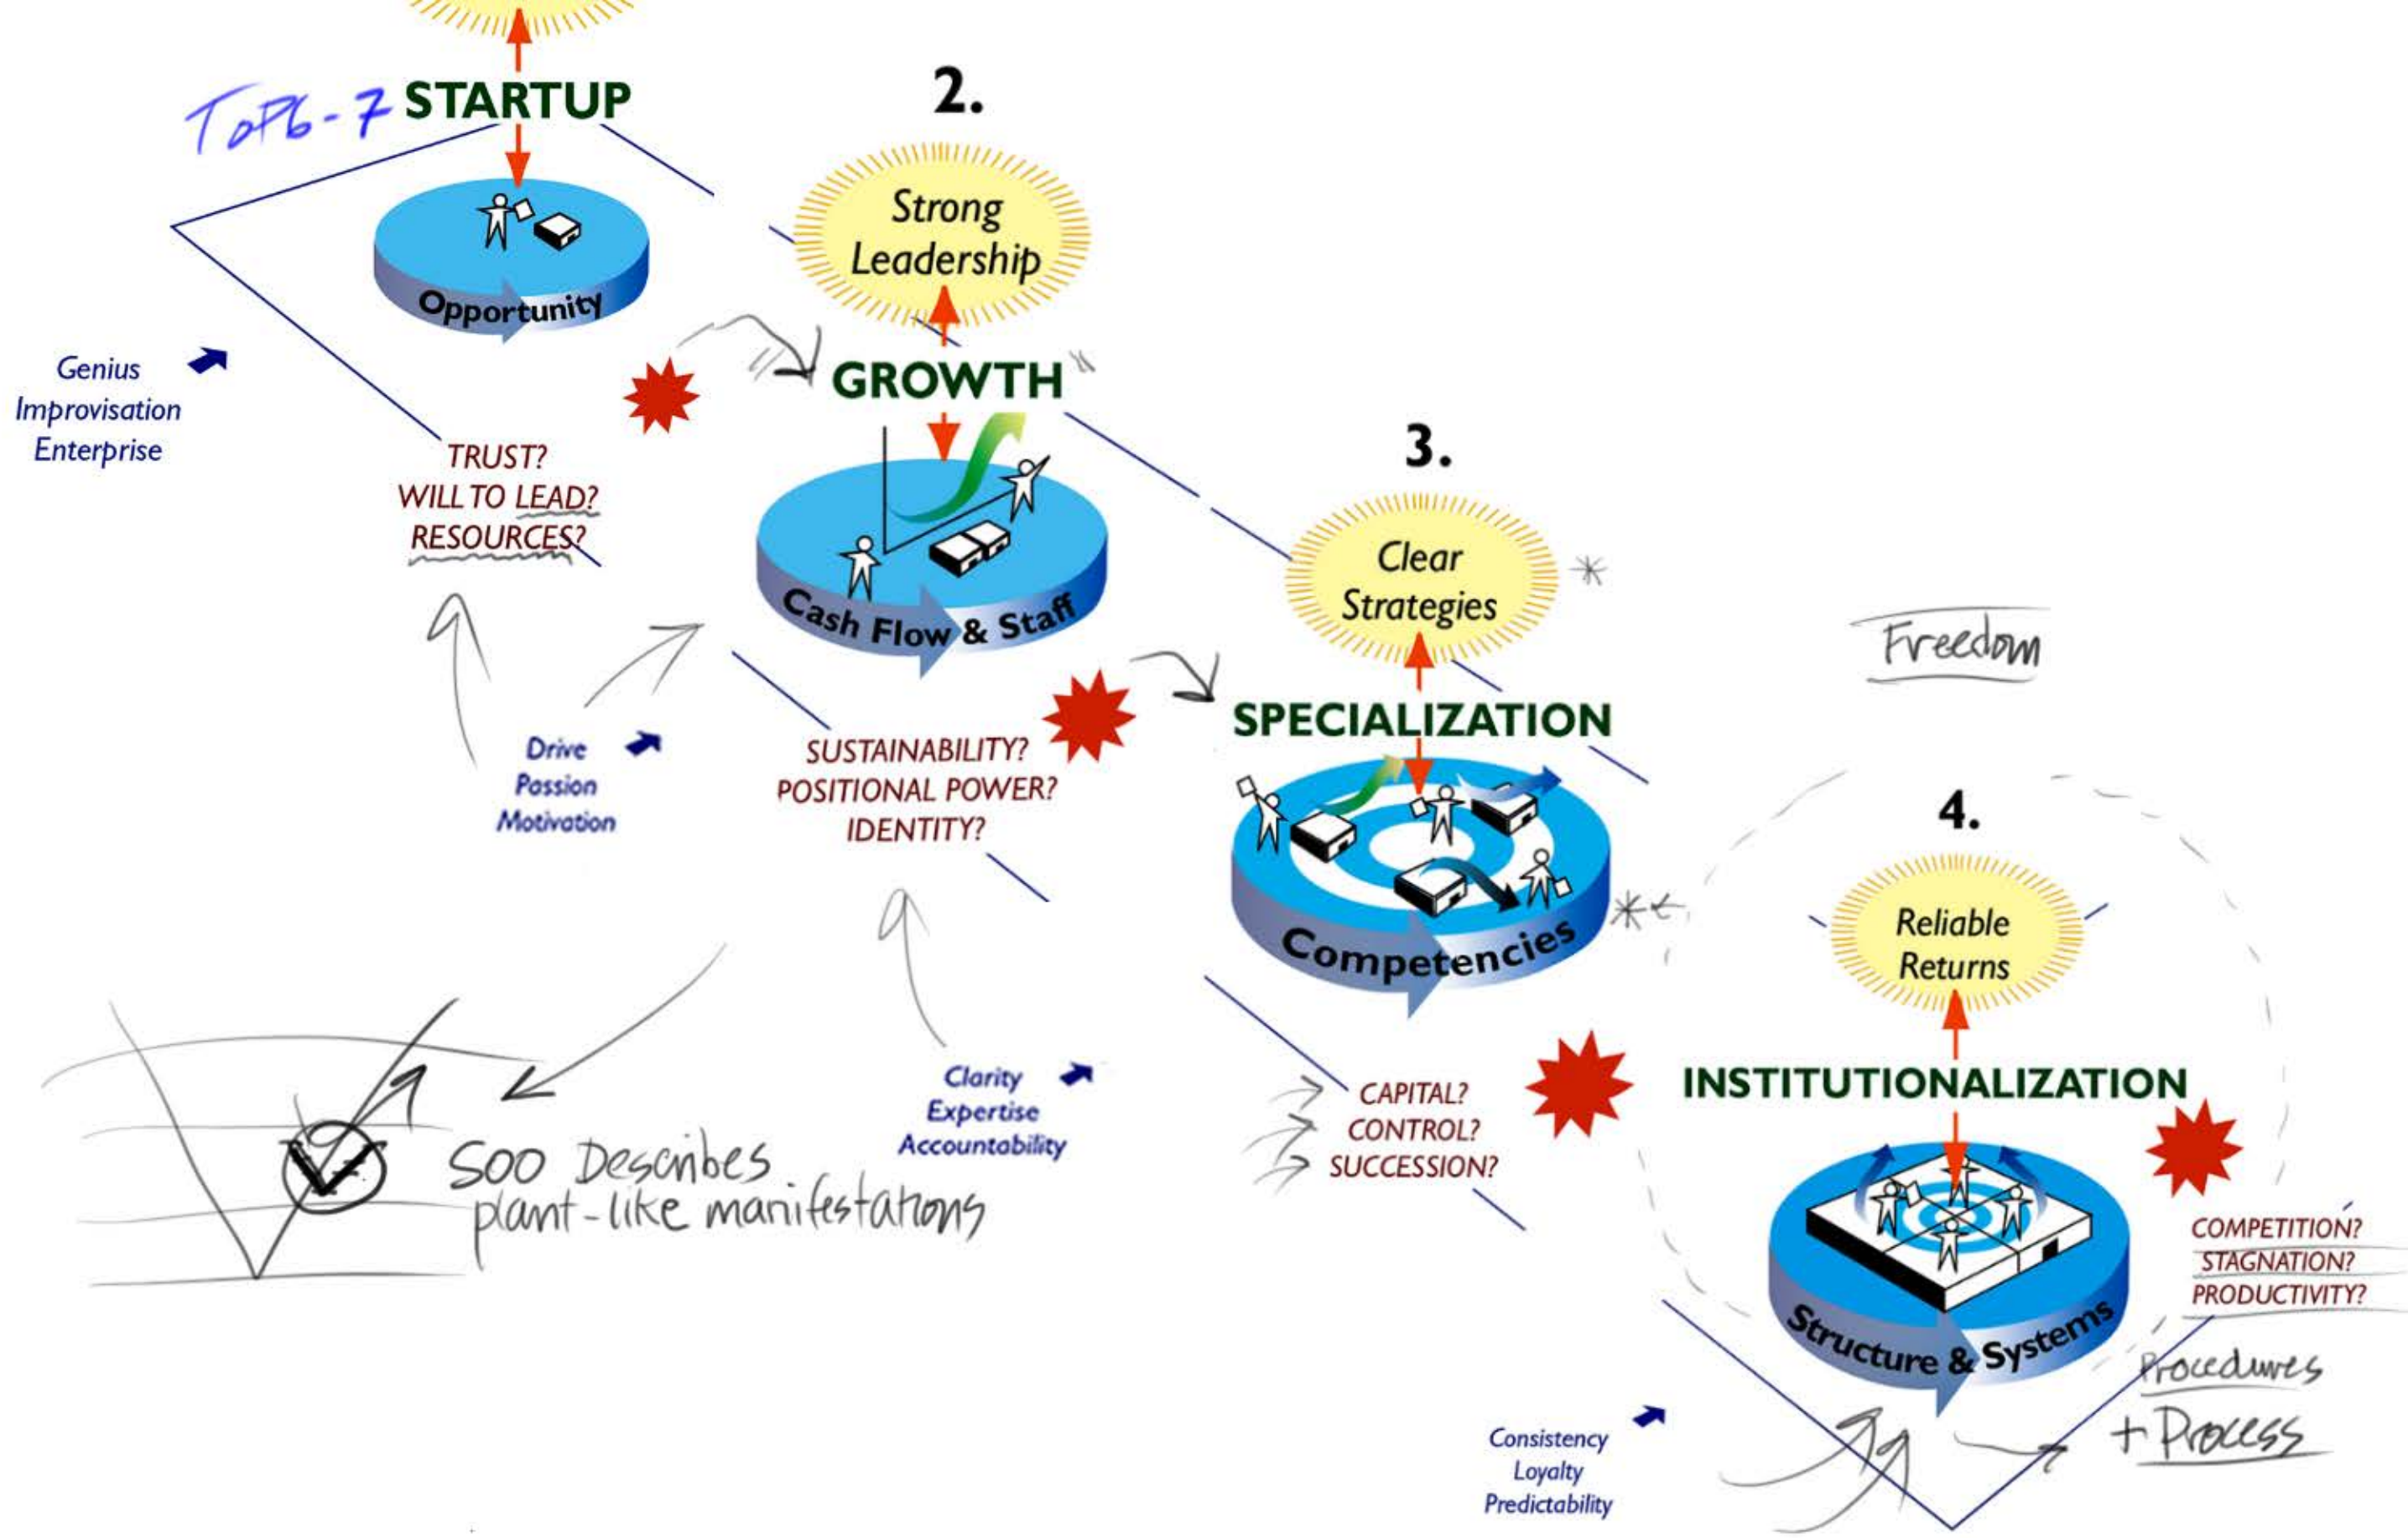 ToP6-7 STARTUP
Opportunity
Genius
Improvisation
Enterprise
TRUST?
WILL TO LEAD?
RESOURCES?
2.
Strong
Leadership
GROWTH
Cash Flow & Staff
Drive
Passion
Motivation
SUSTAINABILITY?
POSITIONAL POWER?
IDENTITY?
3.
Clear
Strategies
SPECIALIZATION
Competencies
Clarity
Expertise
Accountability
CAPITAL?
CONTROL?
SUCCESSION?
Freedom
4.
Reliable
Returns
INSTITUTIONALIZATION
Structure & Systems
COMPETITION?
STAGNATION?
PRODUCTIVITY?
Procedures
+ Process
Consistency
Loyalty
Predictability
SOO Describes
plant-like manifestations